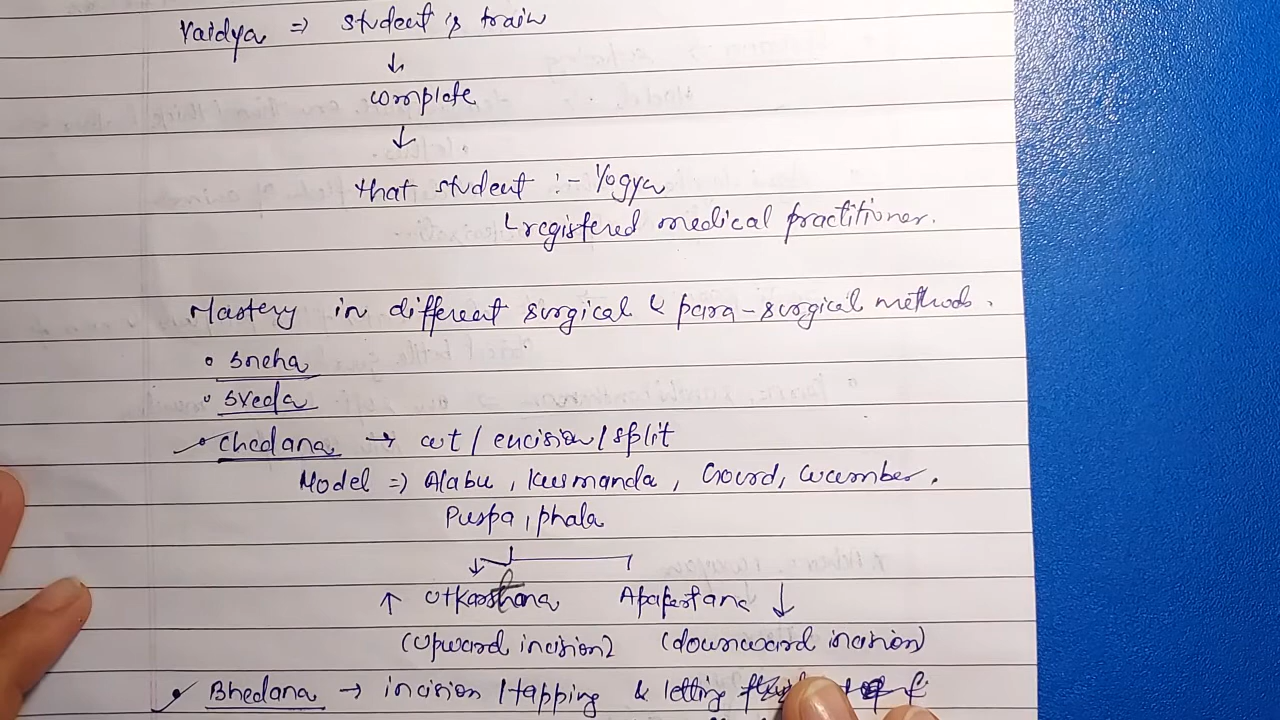 Vaidya => student is train
↓
complete
↓
that student :- Yogya
↳ registered medical practitioner.
Mastery in different surgical & para-surgical methods.
• Sneha
• Sveda
• Chedana → cut / encision / split
Model => Alabu, Kusmanda, Gourd, Cucumber.
Puspa, phala
↑ Utkarshana Apakarsana ↓
(Upward incision) (downward incision)
Bhedana → incision / tapping & letting